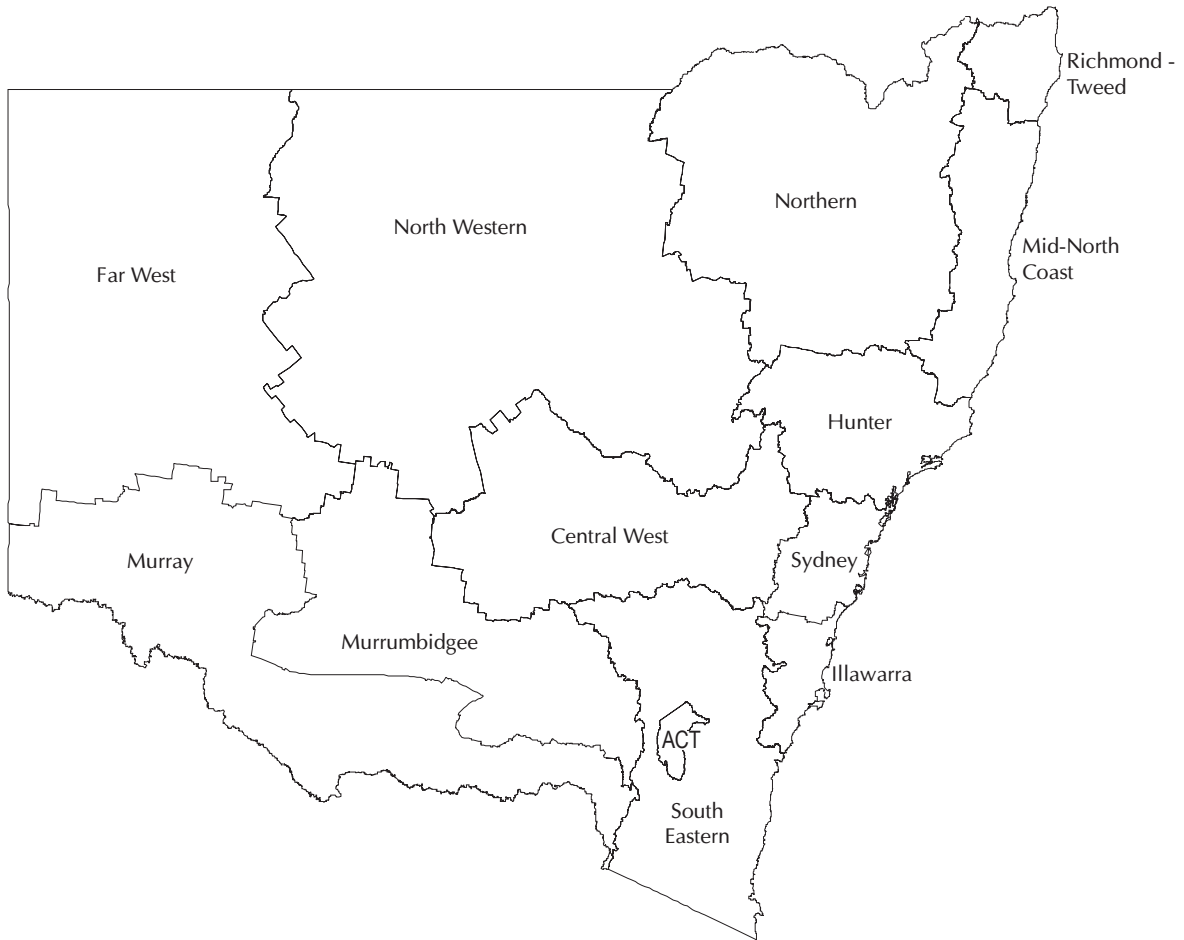 Richmond -
Tweed
Northern
North Western
Mid-North
Coast
Far West
Hunter
Central West
Sydney
Murray
Murrumbidgee
Illawarra
ACT
South
Eastern